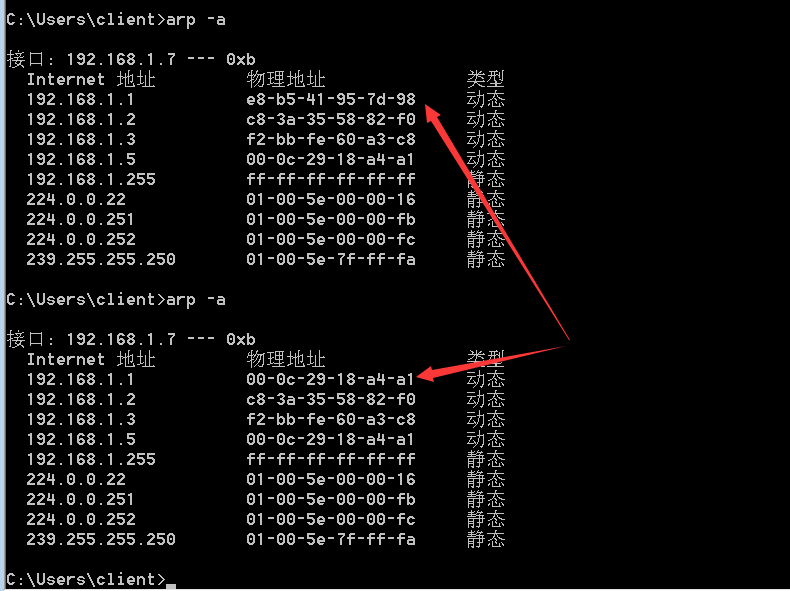 C:\Users\client>arp -a
接口: 192.168.1.7 --- 0xb
Internet 地址 物理地址 类型
192.168.1.1 e8-b5-41-95-7d-98 动态
192.168.1.2 c8-3a-35-58-82-f0 动态
192.168.1.3 f2-bb-fe-60-a3-c8 动态
192.168.1.5 00-0c-29-18-a4-a1 动态
192.168.1.255 ff-ff-ff-ff-ff-ff 静态
224.0.0.22 01-00-5e-00-00-16 静态
224.0.0.251 01-00-5e-00-00-fb 静态
224.0.0.252 01-00-5e-00-00-fc 静态
239.255.255.250 01-00-5e-7f-ff-fa 静态
C:\Users\client>arp -a
接口: 192.168.1.7 --- 0xb
Internet 地址 物理地址 类型
192.168.1.1 00-0c-29-18-a4-a1 动态
192.168.1.2 c8-3a-35-58-82-f0 动态
192.168.1.3 f2-bb-fe-60-a3-c8 动态
192.168.1.5 00-0c-29-18-a4-a1 动态
192.168.1.255 ff-ff-ff-ff-ff-ff 静态
224.0.0.22 01-00-5e-00-00-16 静态
224.0.0.251 01-00-5e-00-00-fb 静态
224.0.0.252 01-00-5e-00-00-fc 静态
239.255.255.250 01-00-5e-7f-ff-fa 静态
C:\Users\client>